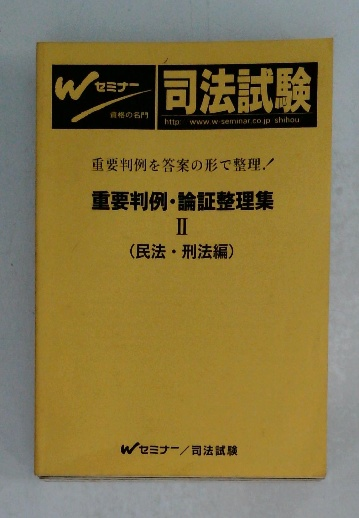 Wセミナー
資格の名門
司法試験
http: www.w-seminar.co.jp shihou
重要判例を答案の形で整理!
重要判例・論証整理集
II
(民法・刑法編)
Wセミナー/司法試験